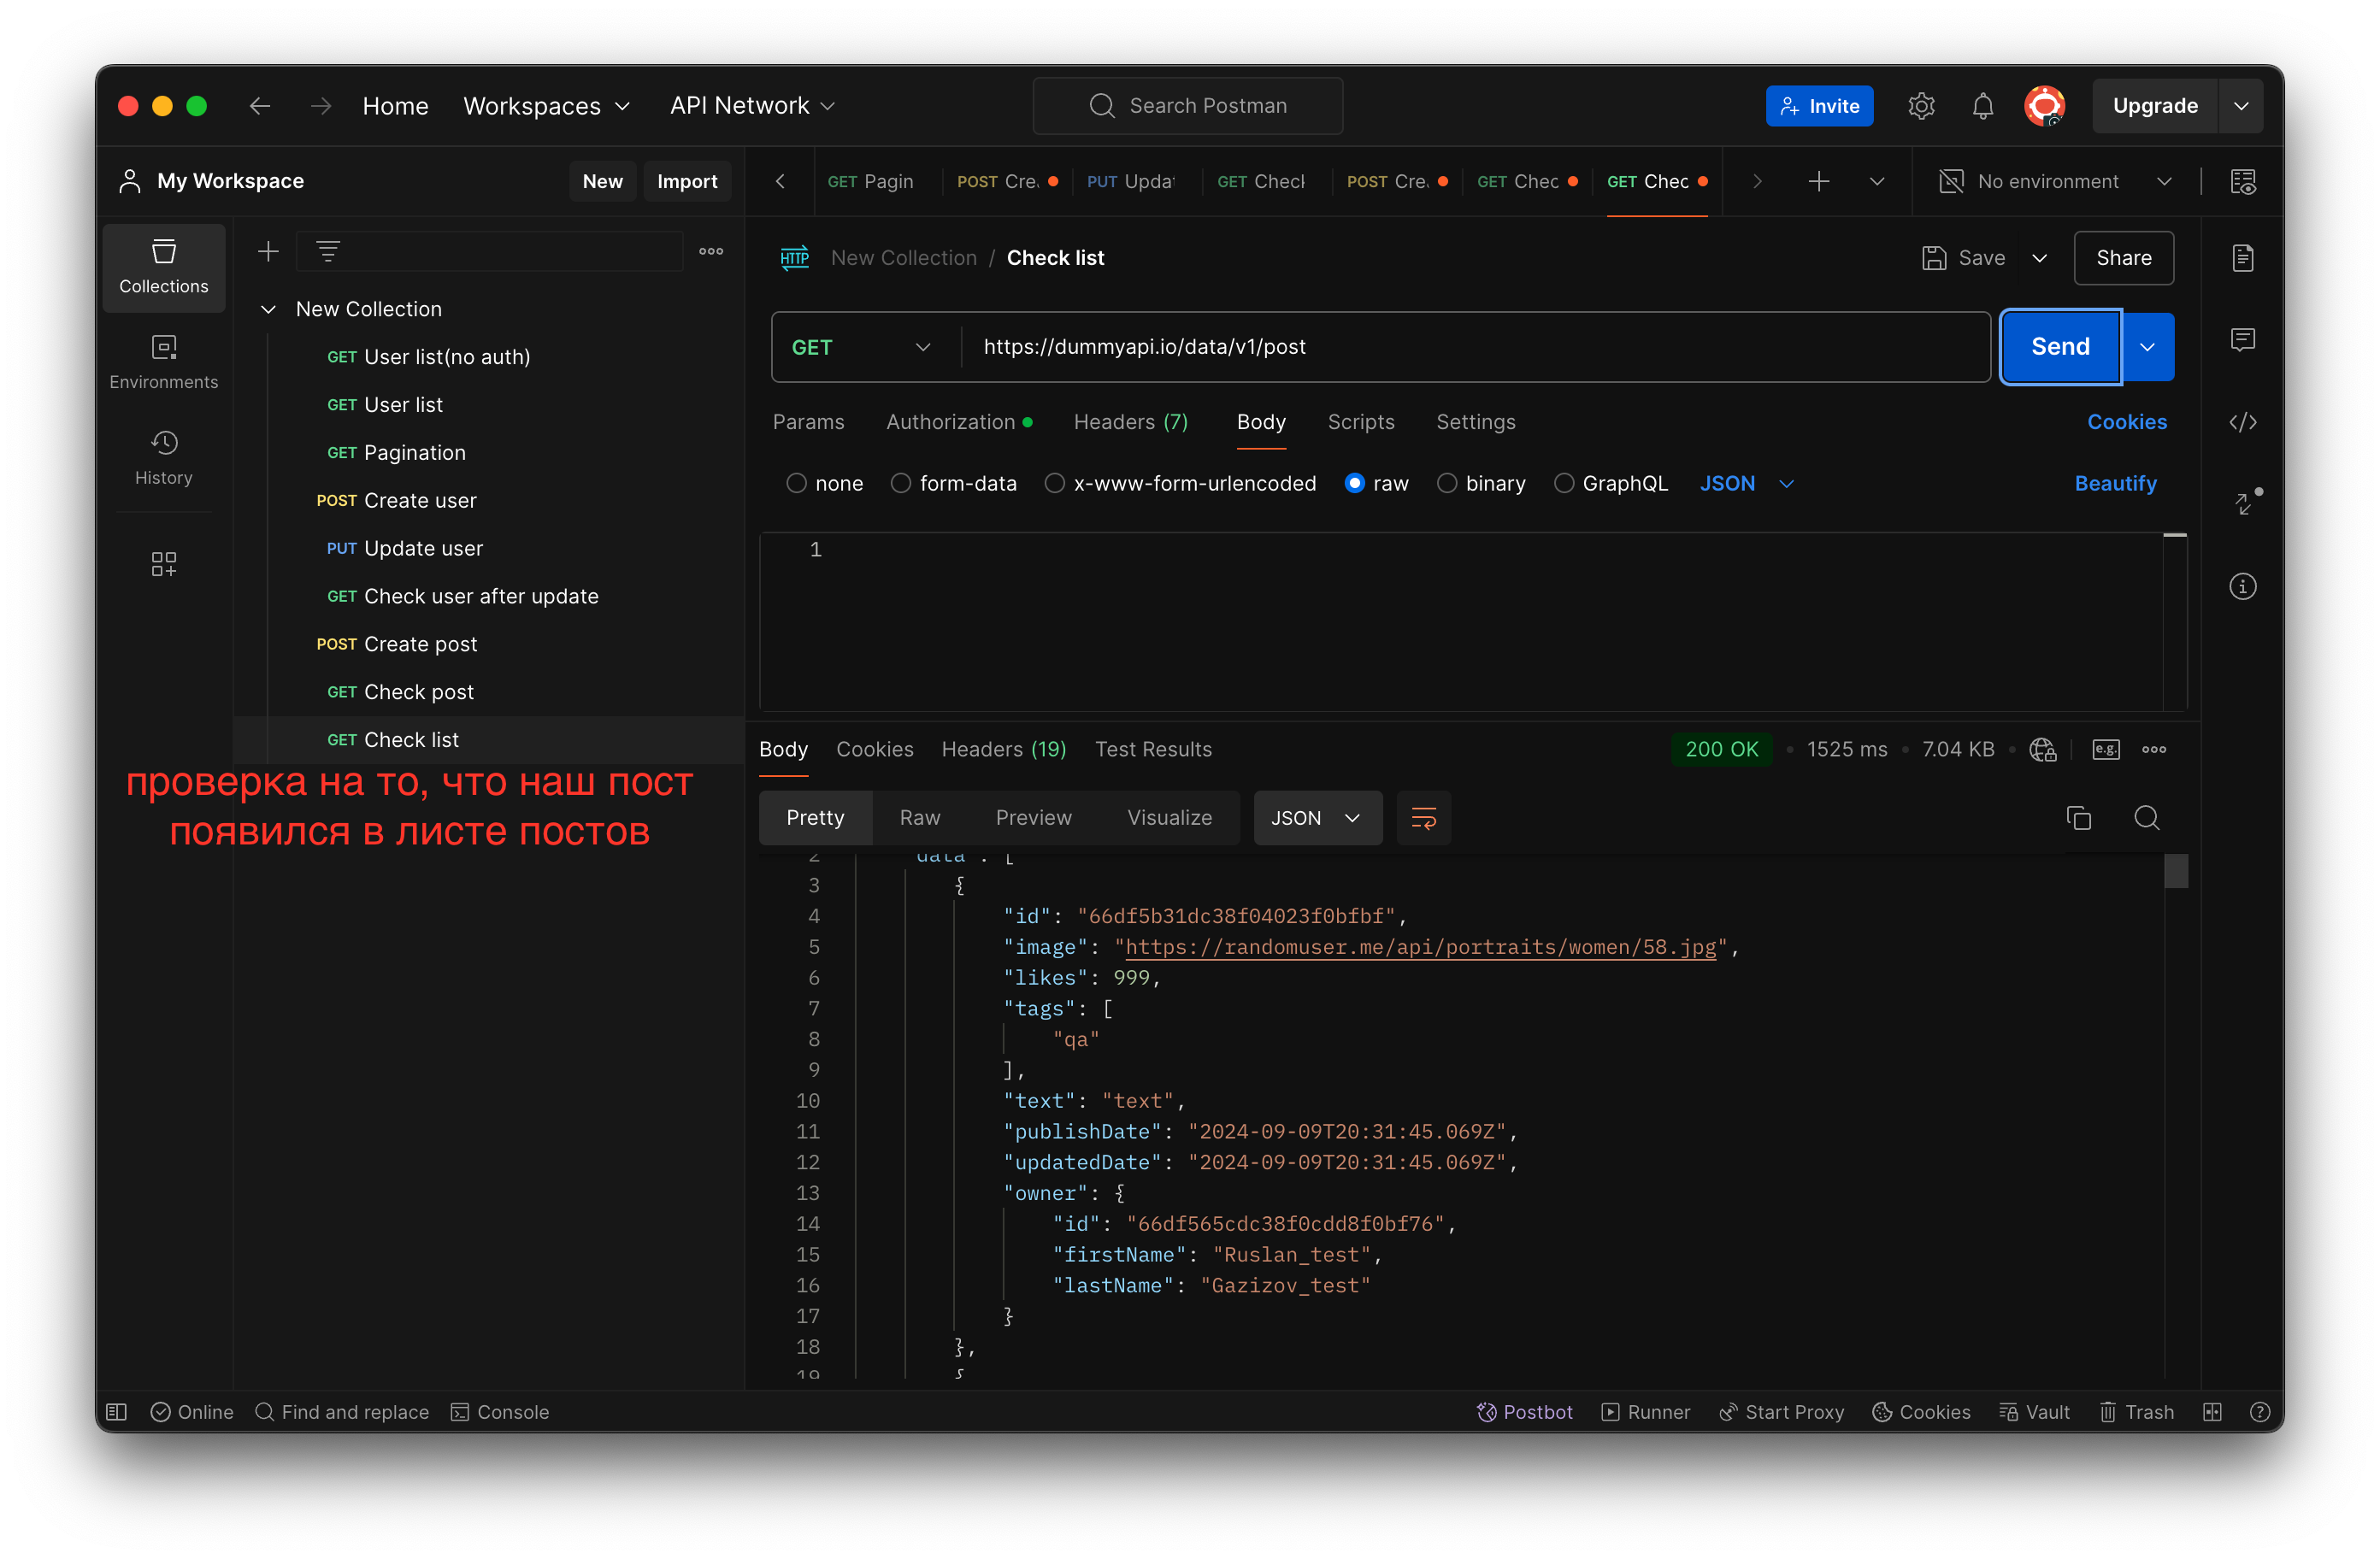 Home Workspaces API Network Search Postman Invite Upgrade
My Workspace New Import
GET Pagin POST Cre. PUT Upda GET Check POST Cre. GET Chec GET Chec No environment
Collections
Environments
History
New Collection
GET User list(no auth)
GET User list
GET Pagination
POST Create user
PUT Update user
GET Check user after update
POST Create post
GET Check post
GET Check list
проверка на то, что наш пост
появился в листе постов
HTTP New Collection / Check list Save Share
GET https://dummyapi.io/data/v1/post Send
Params Authorization Headers (7) Body Scripts Settings Cookies
none form-data x-www-form-urlencoded raw binary GraphQL JSON Beautify
1
Body Cookies Headers (19) Test Results 200 OK 1525 ms 7.04 KB e.g.
Pretty Raw Preview Visualize JSON
2 data : [
3 {
4 "id": "66df5b31dc38f04023f0bfbf",
5 "image": "https://randomuser.me/api/portraits/women/58.jpg",
6 "likes": 999,
7 "tags": [
8 "qa"
9 ],
10 "text": "text",
11 "publishDate": "2024-09-09T20:31:45.069Z",
12 "updatedDate": "2024-09-09T20:31:45.069Z",
13 "owner": {
14 "id": "66df565cdc38f0cdd8f0bf76",
15 "firstName": "Ruslan_test",
16 "lastName": "Gazizov_test"
17 }
18 },
19 {
Online Find and replace Console Postbot Runner Start Proxy Cookies Vault Trash